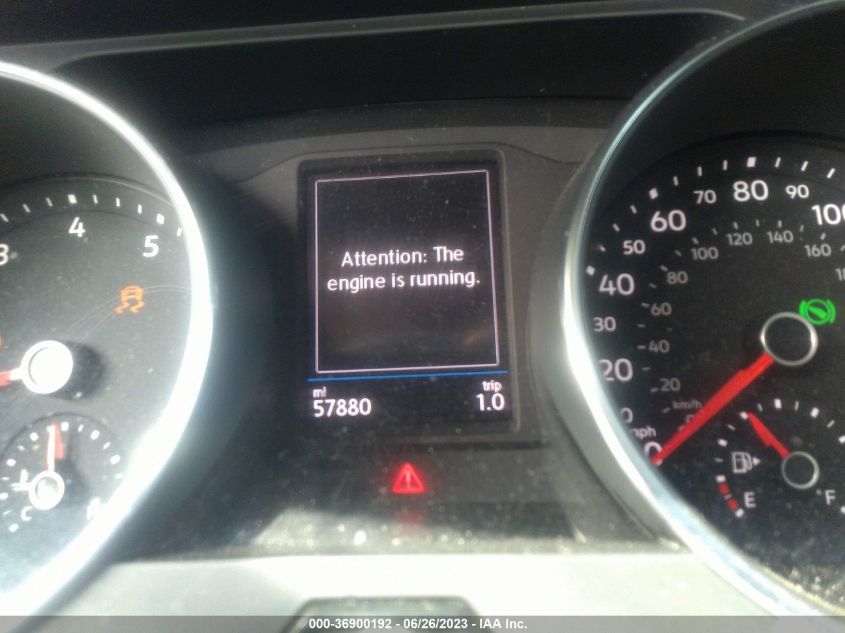 Attention: The
engine is running.
mi
57880
trip
1.0
3
4
5
C
0
20
30
40
50
60
70
80
90
100
20
40
60
80
100
120
140
160
km/h
mph
E
F
000-36900192 - 06/26/2023 - IAA Inc.